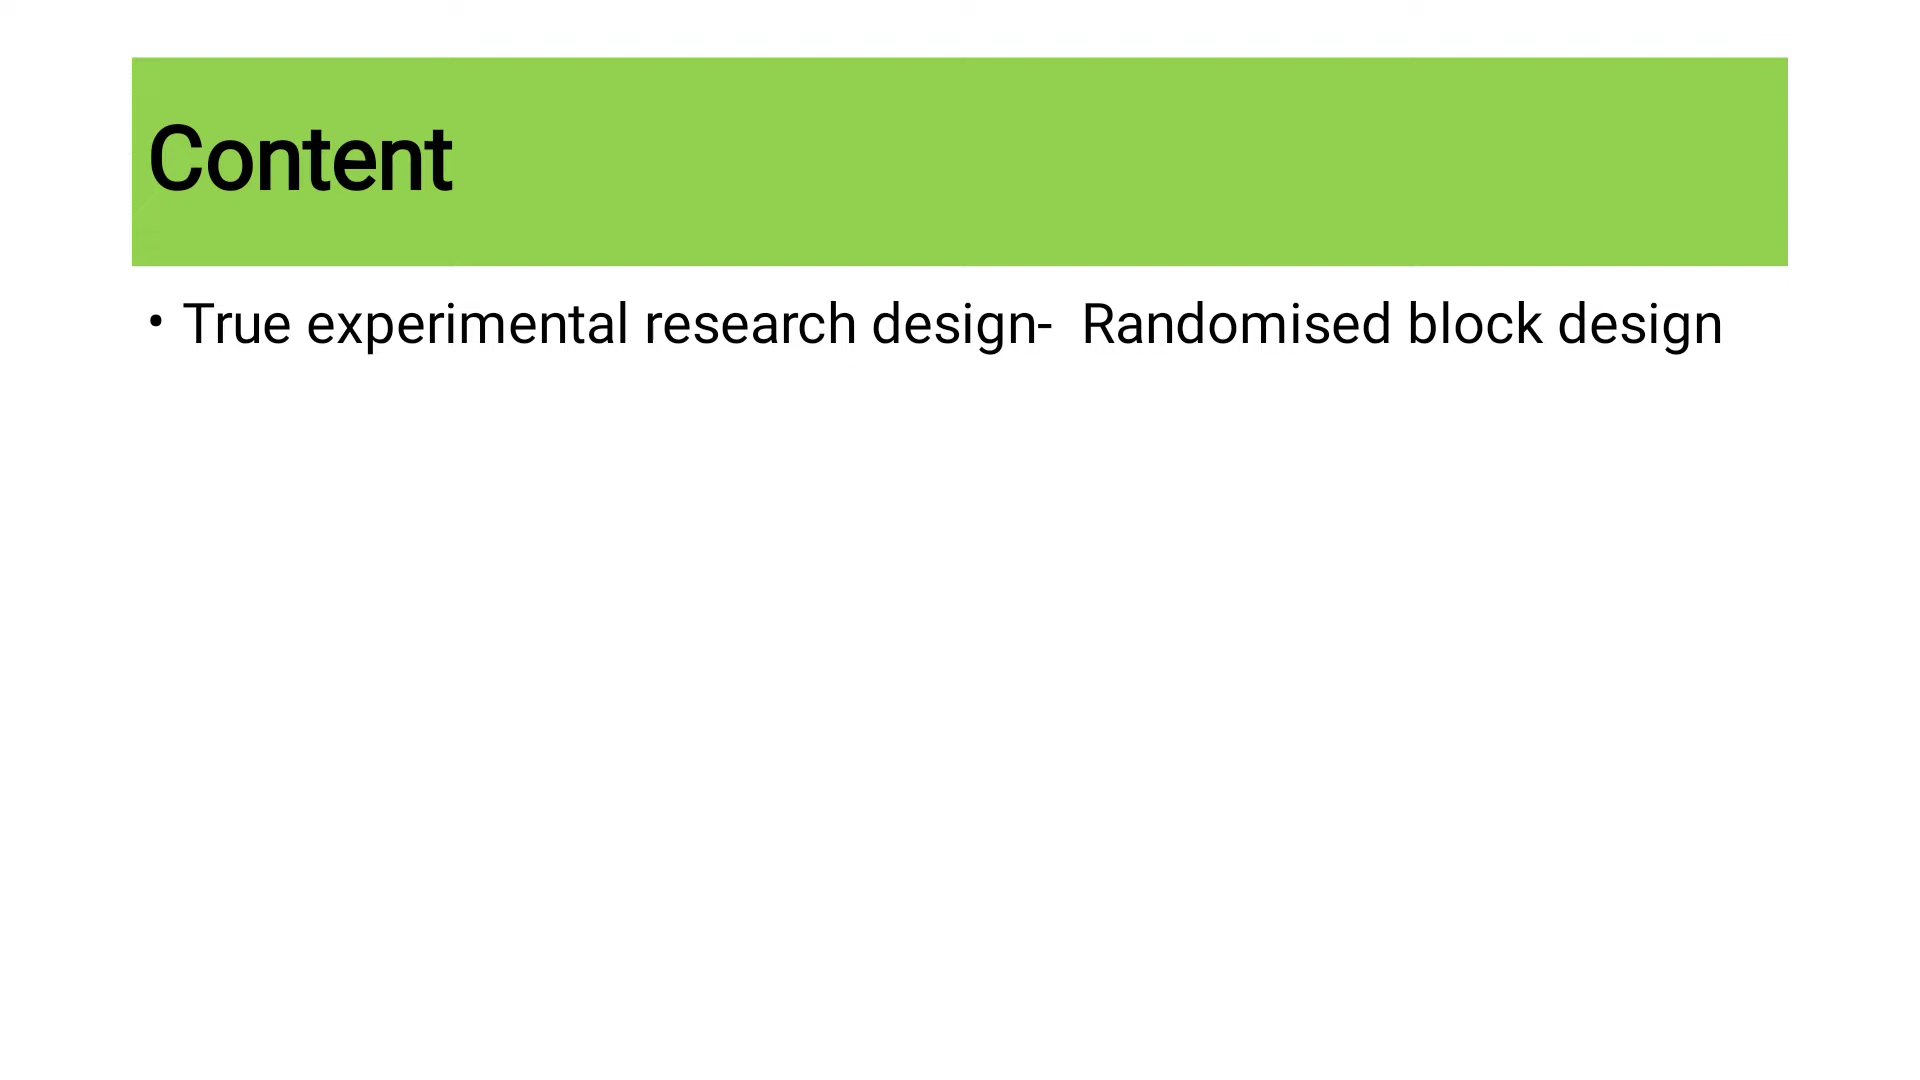 Content
• True experimental research design-  Randomised block design